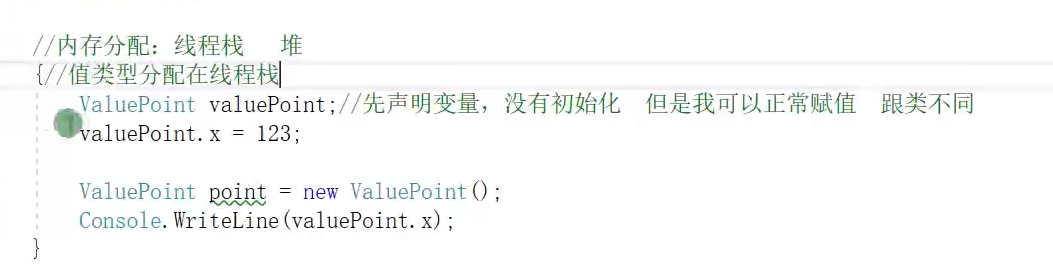 //内存分配：线程栈   堆
{//值类型分配在线程栈
ValuePoint valuePoint;//先声明变量，没有初始化  但是我可以正常赋值  跟类不同
valuePoint.x = 123;
ValuePoint point = new ValuePoint();
Console.WriteLine(valuePoint.x);
}